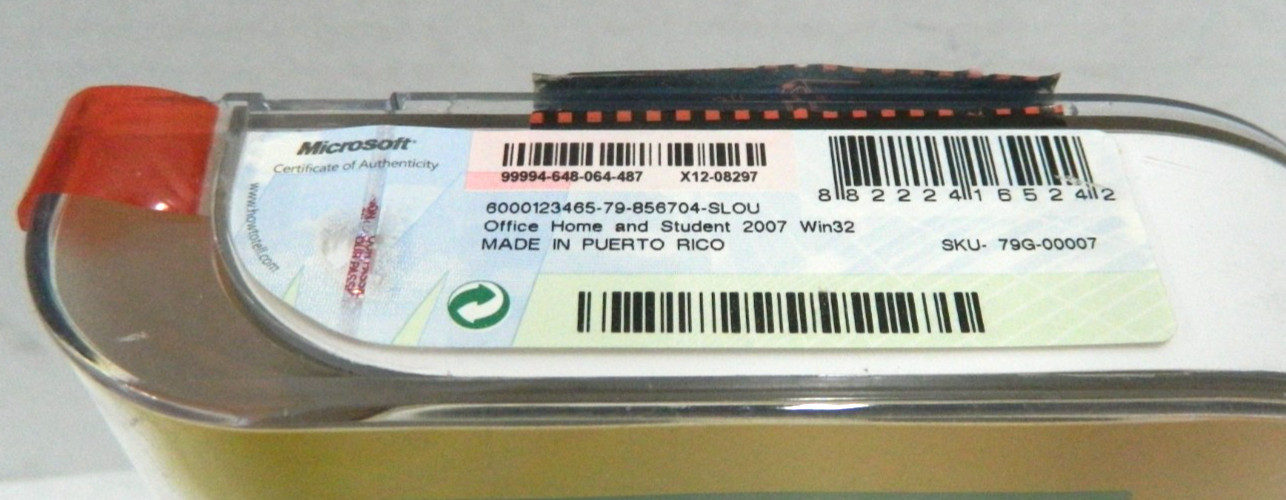 Microsoft
Certificate of Authenticity
www.howtotell.com
99994-648-064-487 X12-08297
8 82224 16524 2
6000123465-79-856704-SLOU
Office Home and Student 2007 Win32
MADE IN PUERTO RICO SKU- 79G-00007